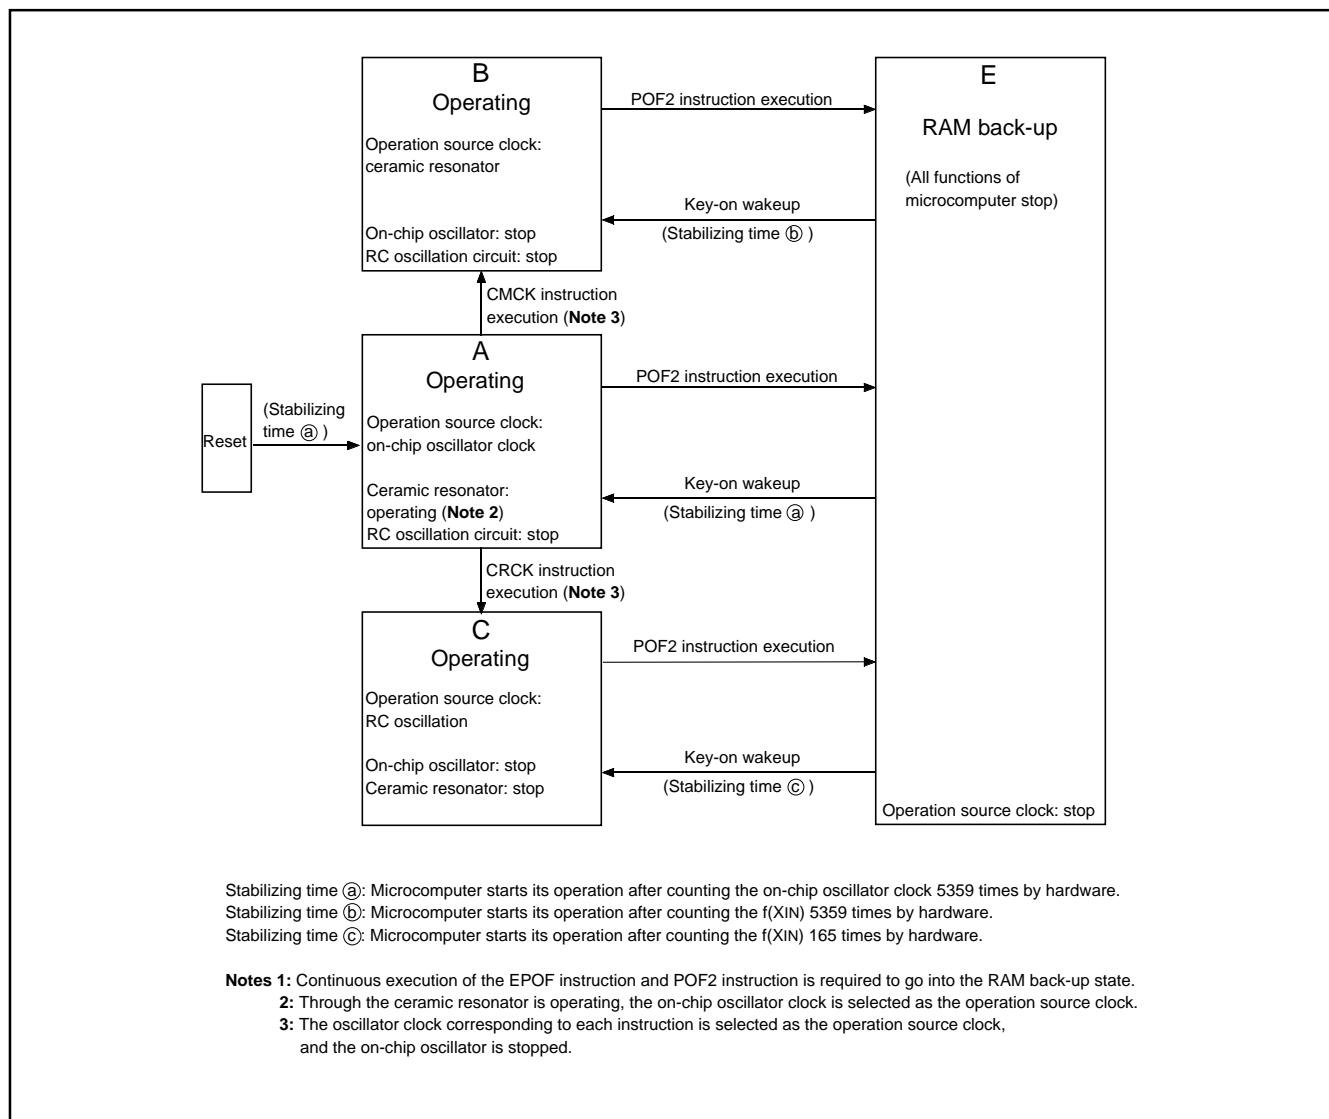 B
Operating
Operation source clock:
ceramic resonator
On-chip oscillator: stop
RC oscillation circuit: stop
POF2 instruction execution
Key-on wakeup
(Stabilizing time ⓑ )
E
RAM back-up
(All functions of
microcomputer stop)
CMCK instruction
execution (Note 3)
Reset
(Stabilizing
time ⓐ )
A
Operating
Operation source clock:
on-chip oscillator clock
Ceramic resonator:
operating (Note 2)
RC oscillation circuit: stop
POF2 instruction execution
Key-on wakeup
(Stabilizing time ⓐ )
CRCK instruction
execution (Note 3)
C
Operating
Operation source clock:
RC oscillation
On-chip oscillator: stop
Ceramic resonator: stop
POF2 instruction execution
Key-on wakeup
(Stabilizing time ⓒ )
Operation source clock: stop
Stabilizing time ⓐ: Microcomputer starts its operation after counting the on-chip oscillator clock 5359 times by hardware.
Stabilizing time ⓑ: Microcomputer starts its operation after counting the f(XIN) 5359 times by hardware.
Stabilizing time ⓒ: Microcomputer starts its operation after counting the f(XIN) 165 times by hardware.
Notes 1: Continuous execution of the EPOF instruction and POF2 instruction is required to go into the RAM back-up state.
2: Through the ceramic resonator is operating, the on-chip oscillator clock is selected as the operation source clock.
3: The oscillator clock corresponding to each instruction is selected as the operation source clock,
and the on-chip oscillator is stopped.